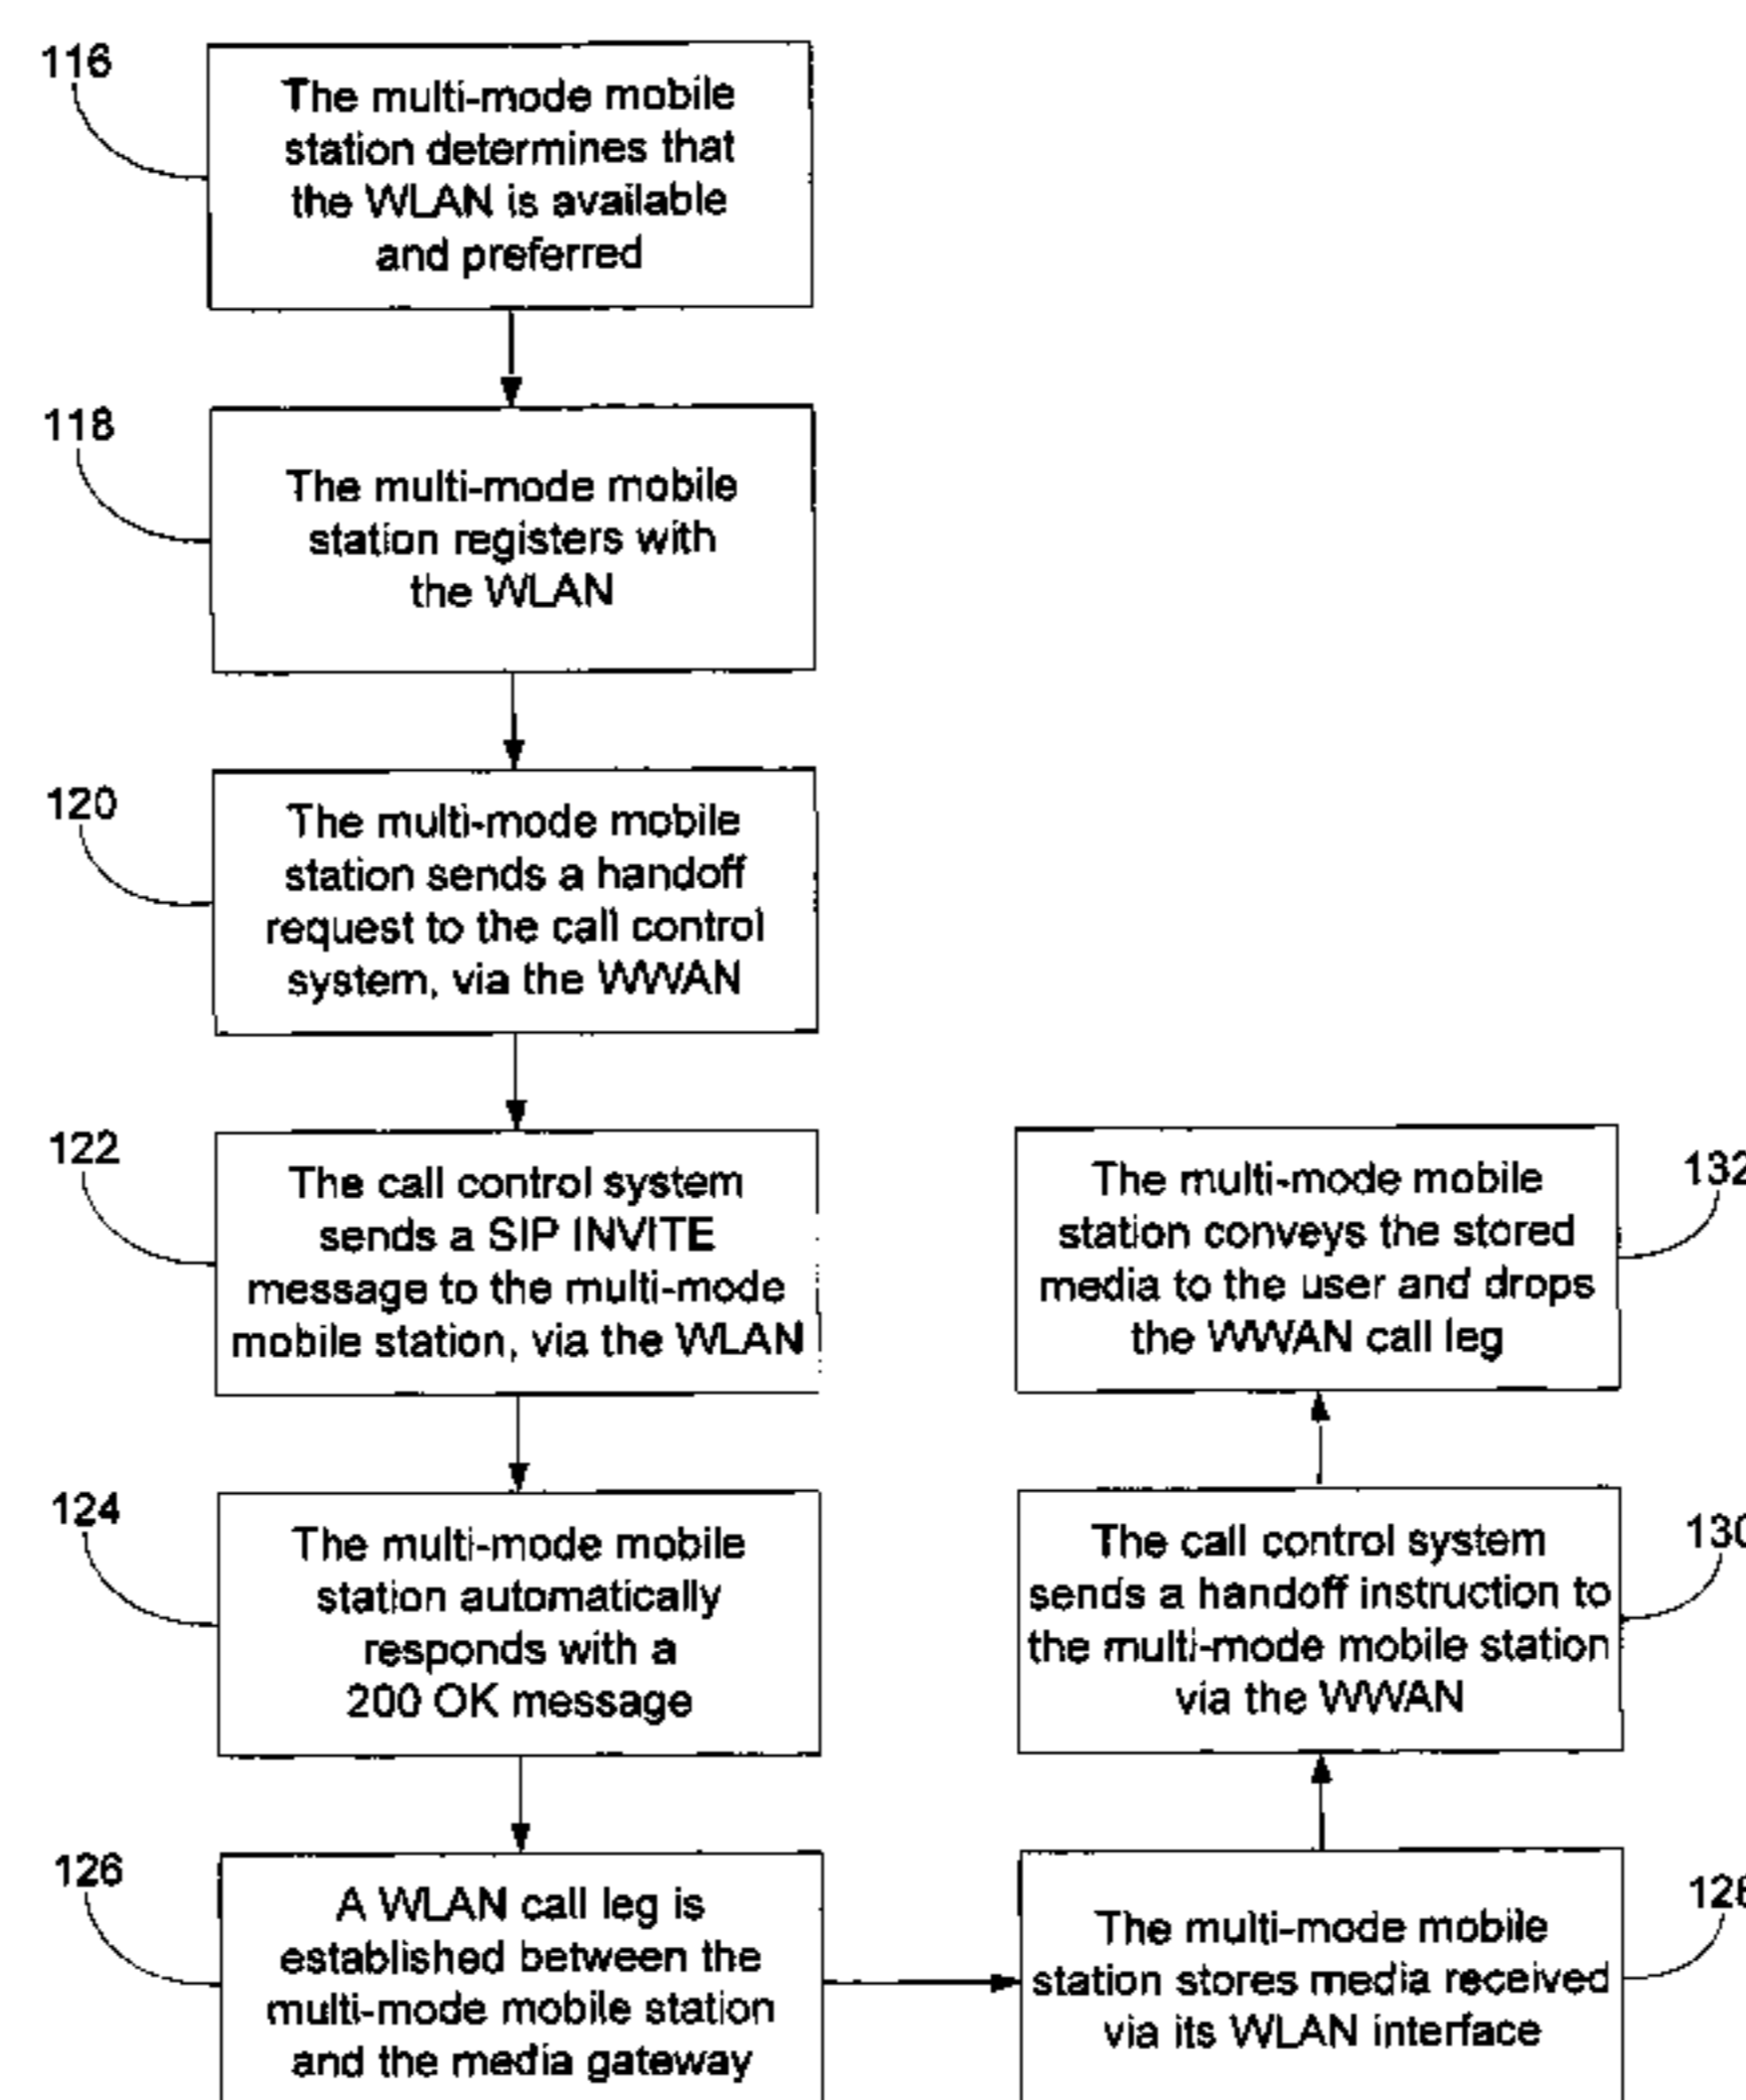 116
The multi-mode mobile
station determines that
the WLAN is available
and preferred
118
The multi-mode mobile
station registers with
the WLAN
120
The multi-mode mobile
station sends a handoff
request to the call control
system, via the WWAN
122
The call control system
sends a SIP INVITE
message to the multi-mode
mobile station, via the WLAN
124
The multi-mode mobile
station automatically
responds with a
200 OK message
126
A WLAN call leg is
established between the
multi-mode mobile station
and the media gateway
128
The multi-mode mobile
station stores media received
via its WLAN interface
130
The call control system
sends a handoff instruction to
the multi-mode mobile station
via the WWAN
132
The multi-mode mobile
station conveys the stored
media to the user and drops
the WWAN call leg